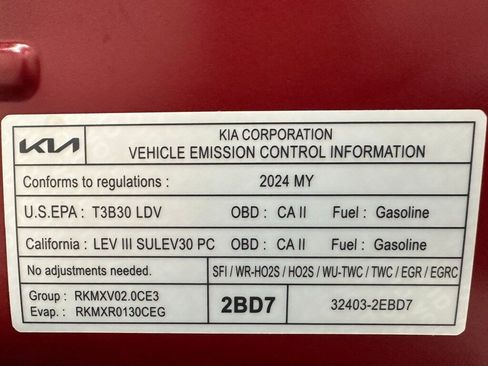 KIA
KIA CORPORATION
VEHICLE EMISSION CONTROL INFORMATION
Conforms to regulations : 2024 MY
U.S.EPA : T3B30 LDV OBD : CA II Fuel : Gasoline
California : LEV III SULEV30 PC OBD : CA II Fuel : Gasoline
No adjustments needed. SFI / WR-HO2S / HO2S / WU-TWC / TWC / EGR / EGRC
Group : RKMXV02.0CE3
Evap. : RKMXR0130CEG
2BD7
32403-2EBD7